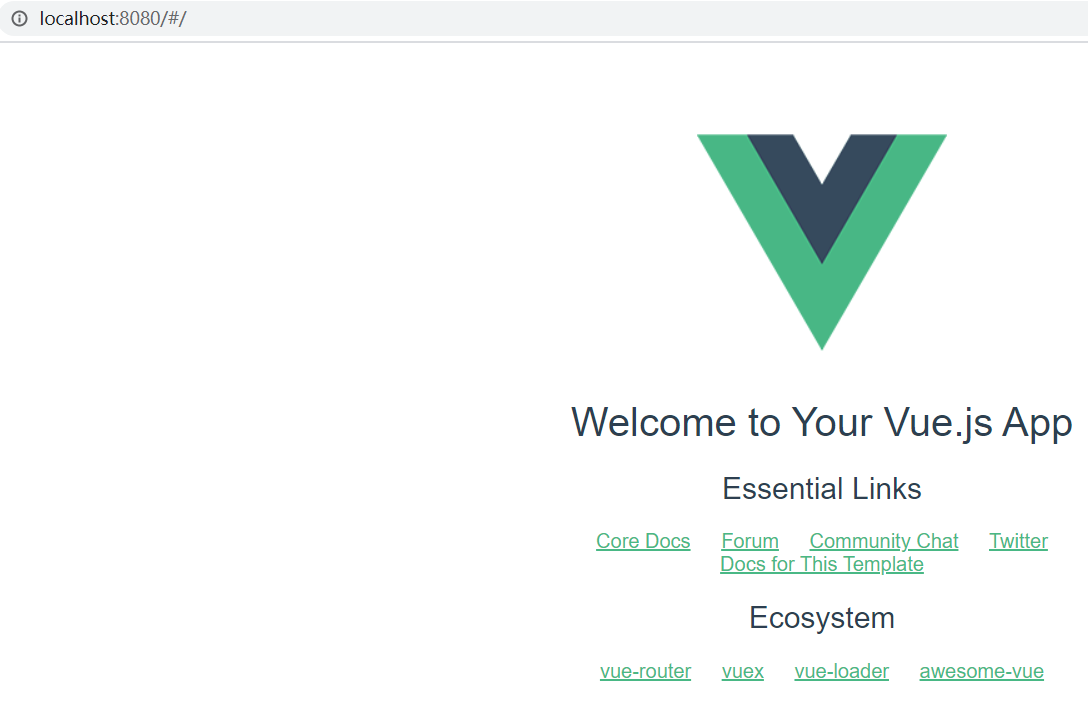 localhost:8080/#/
Welcome to Your Vue.js App
Essential Links
Core Docs Forum Community Chat Twitter
Docs for This Template
Ecosystem
vue-router vuex vue-loader awesome-vue